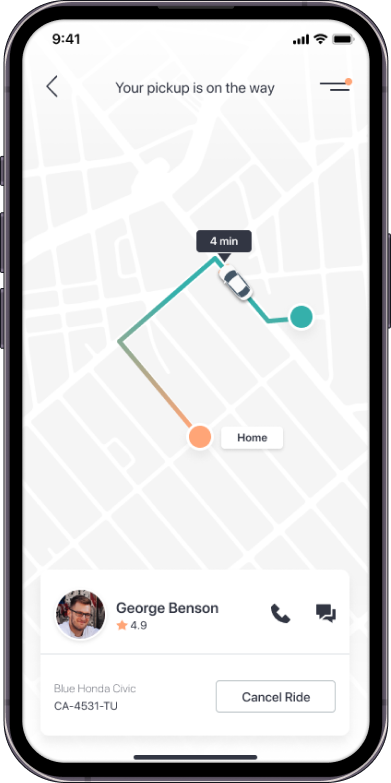 9:41
Your pickup is on the way
4 min
Home
George Benson
4.9
Blue Honda Civic
CA-4531-TU
Cancel Ride